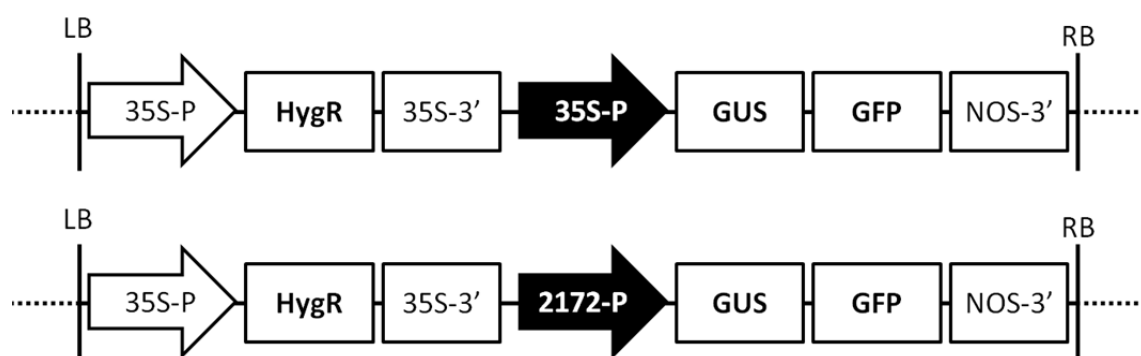 LB RB
35S-P HygR 35S-3’ 35S-P GUS GFP NOS-3’
LB RB
35S-P HygR 35S-3’ 2172-P GUS GFP NOS-3’